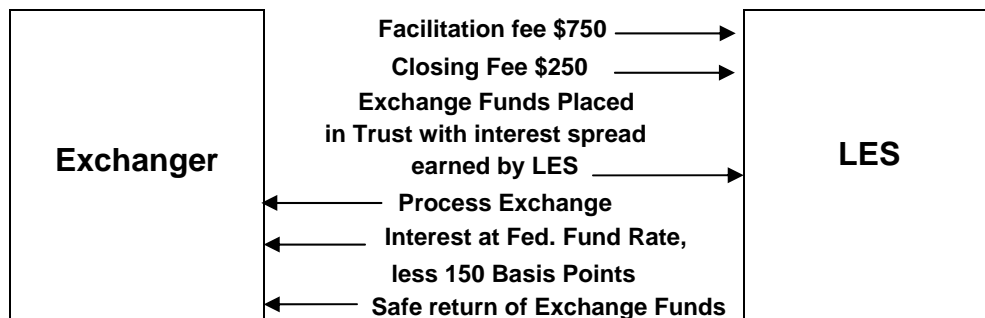 Facilitation fee $750
Closing Fee $250
Exchange Funds Placed
in Trust with interest spread
earned by LES
Exchanger
LES
Process Exchange
Interest at Fed. Fund Rate,
less 150 Basis Points
Safe return of Exchange Funds